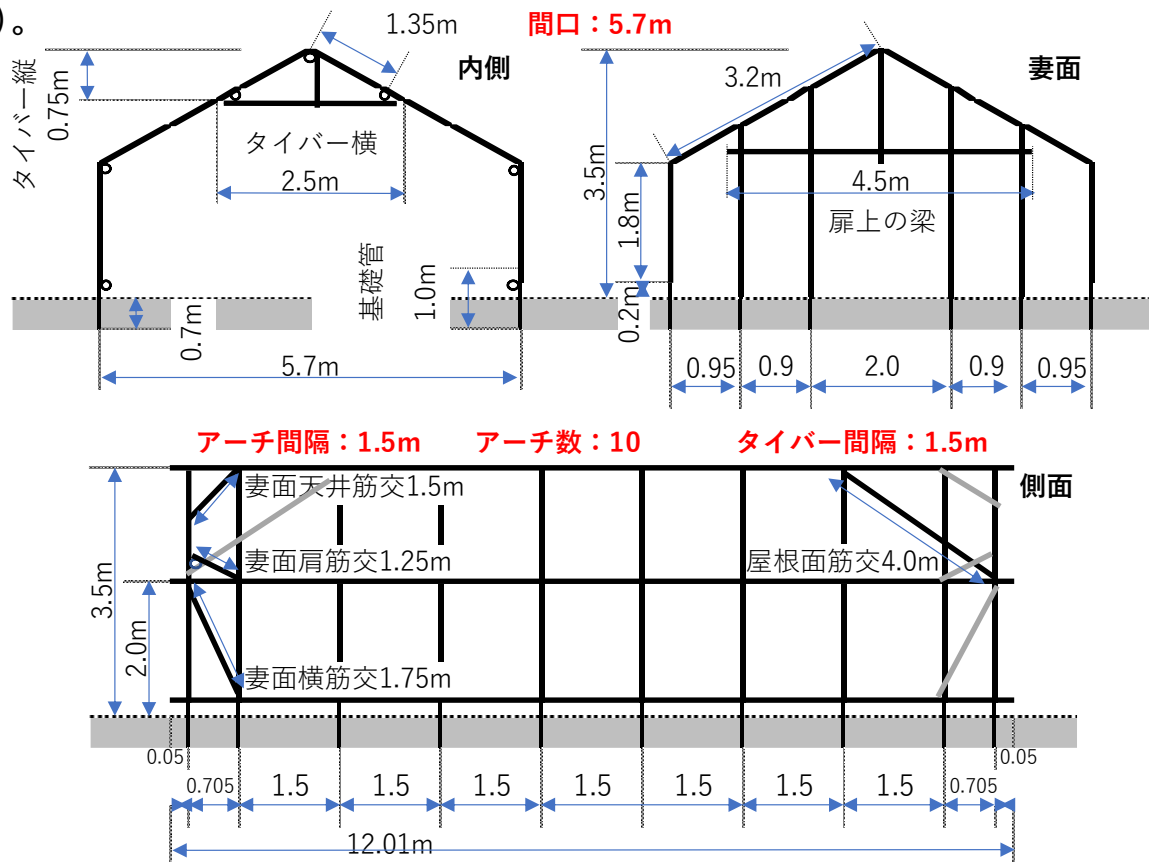 )。
間口：5.7m
1.35m
内側
妻面
タイバー縦
0.75m
タイバー横
2.5m
基礎管
1.0m
0.7m
5.7m
3.2m
3.5m
4.5m
扉上の梁
1.8m
0.2m
0.95 0.9 2.0 0.9 0.95
アーチ間隔：1.5m アーチ数：10 タイバー間隔：1.5m
側面
妻面天井筋交1.5m
妻面肩筋交1.25m
屋根面筋交4.0m
妻面横筋交1.75m
3.5m
2.0m
0.05 0.05
0.705 1.5 1.5 1.5 1.5 1.5 1.5 1.5 0.705
12.01m